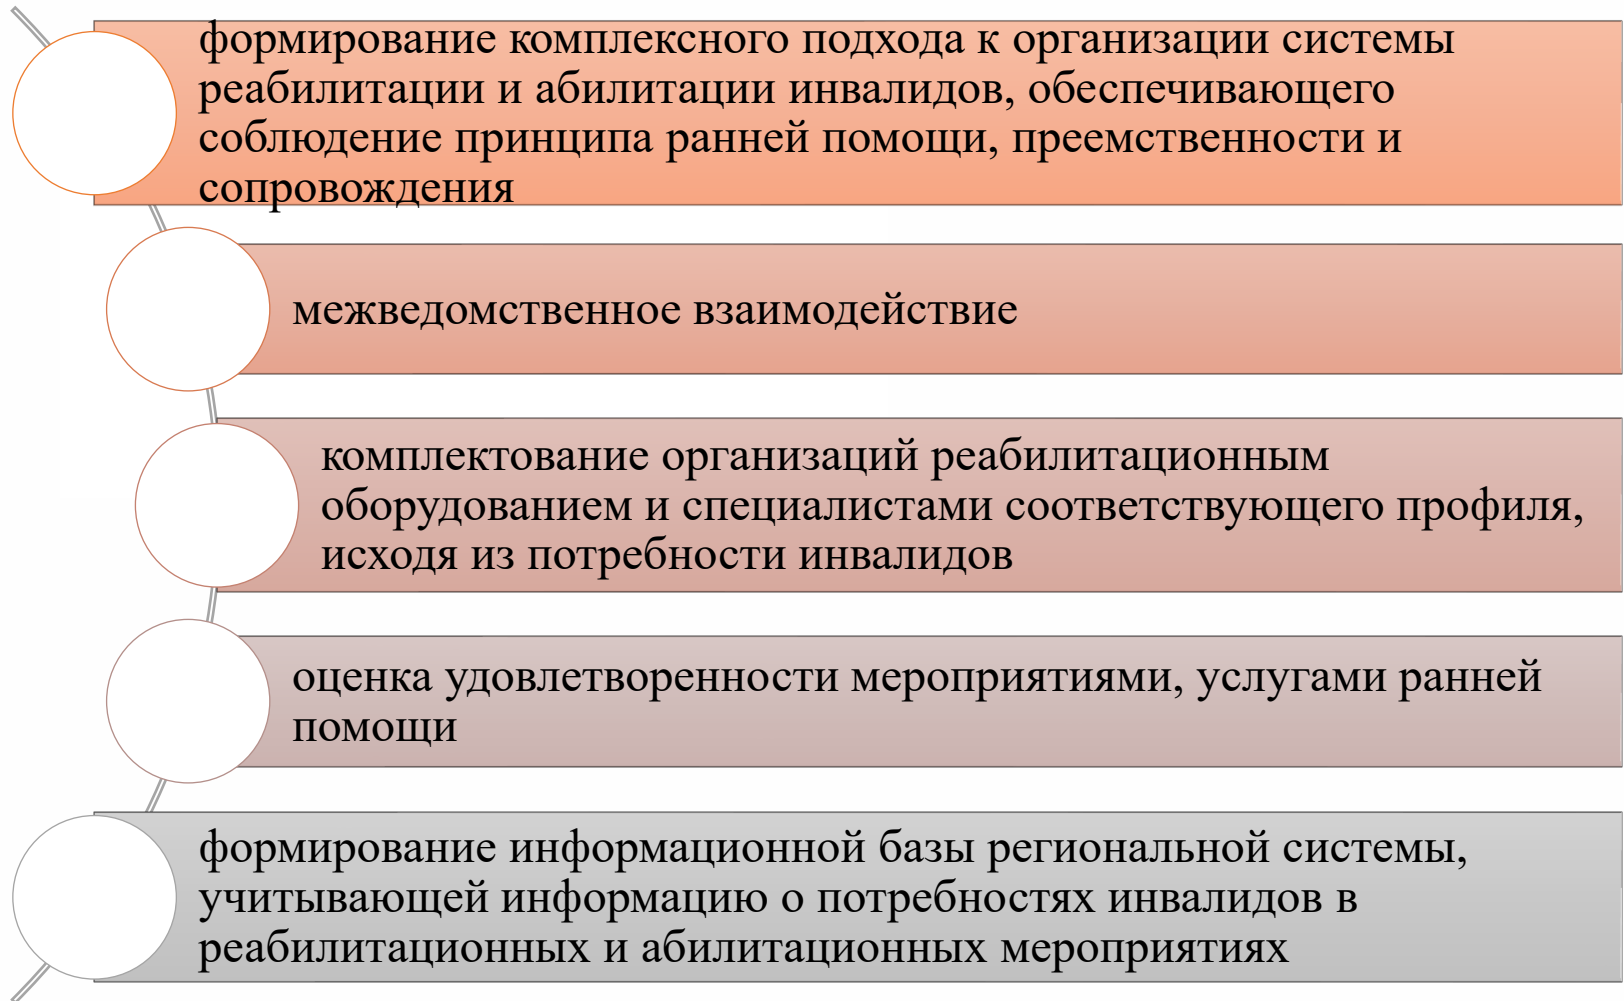 формирование комплексного подхода к организации системы
реабилитации и абилитации инвалидов, обеспечивающего
соблюдение принципа ранней помощи, преемственности и
сопровождения
межведомственное взаимодействие
комплектование организаций реабилитационным
оборудованием и специалистами соответствующего профиля,
исходя из потребности инвалидов
оценка удовлетворенности мероприятиями, услугами ранней
помощи
формирование информационной базы региональной системы,
учитывающей информацию о потребностях инвалидов в
реабилитационных и абилитационных мероприятиях